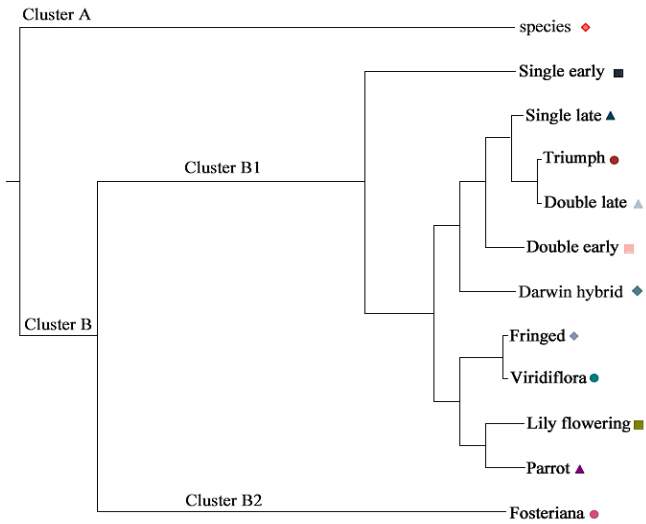 Cluster A
species
Single early
Single late
Triumph
Cluster B1
Double late
Double early
Darwin hybrid
Cluster B
Fringed
Viridiflora
Lily flowering
Parrot
Cluster B2
Fosteriana